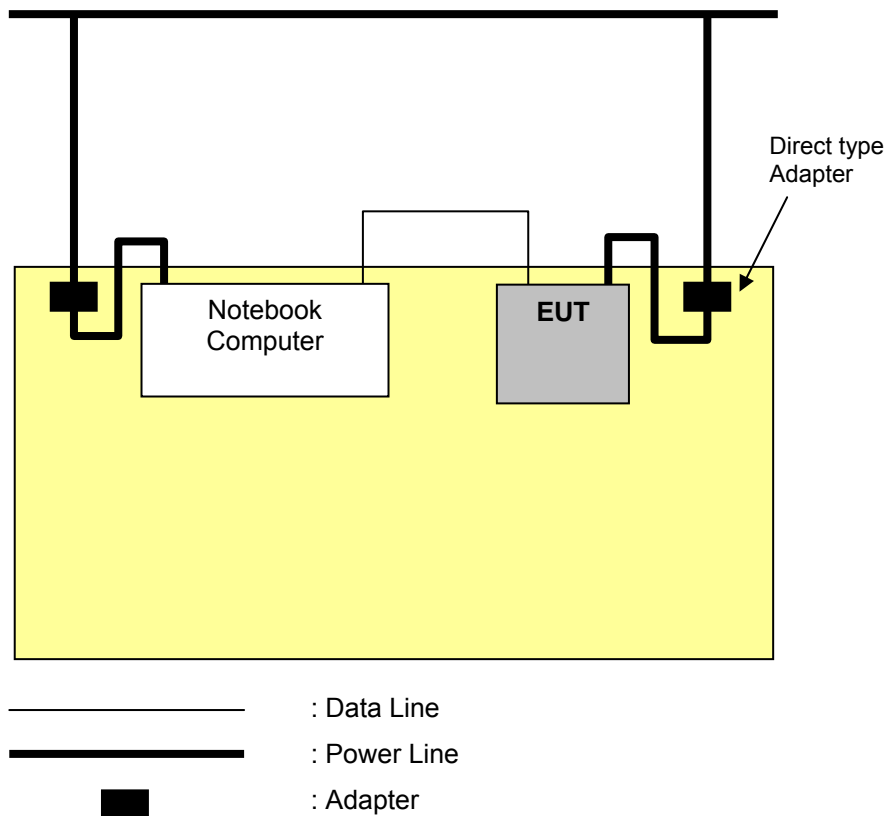 Direct type
Adapter
Notebook
Computer
EUT
: Data Line
: Power Line
: Adapter